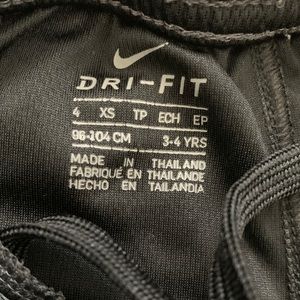 DRI-FIT
4 XS TP ECH EP
96-104 CM 3-4 YRS
MADE IN THAILAND
FABRIQUÉ EN THAÏLANDE
HECHO EN TAILANDIA